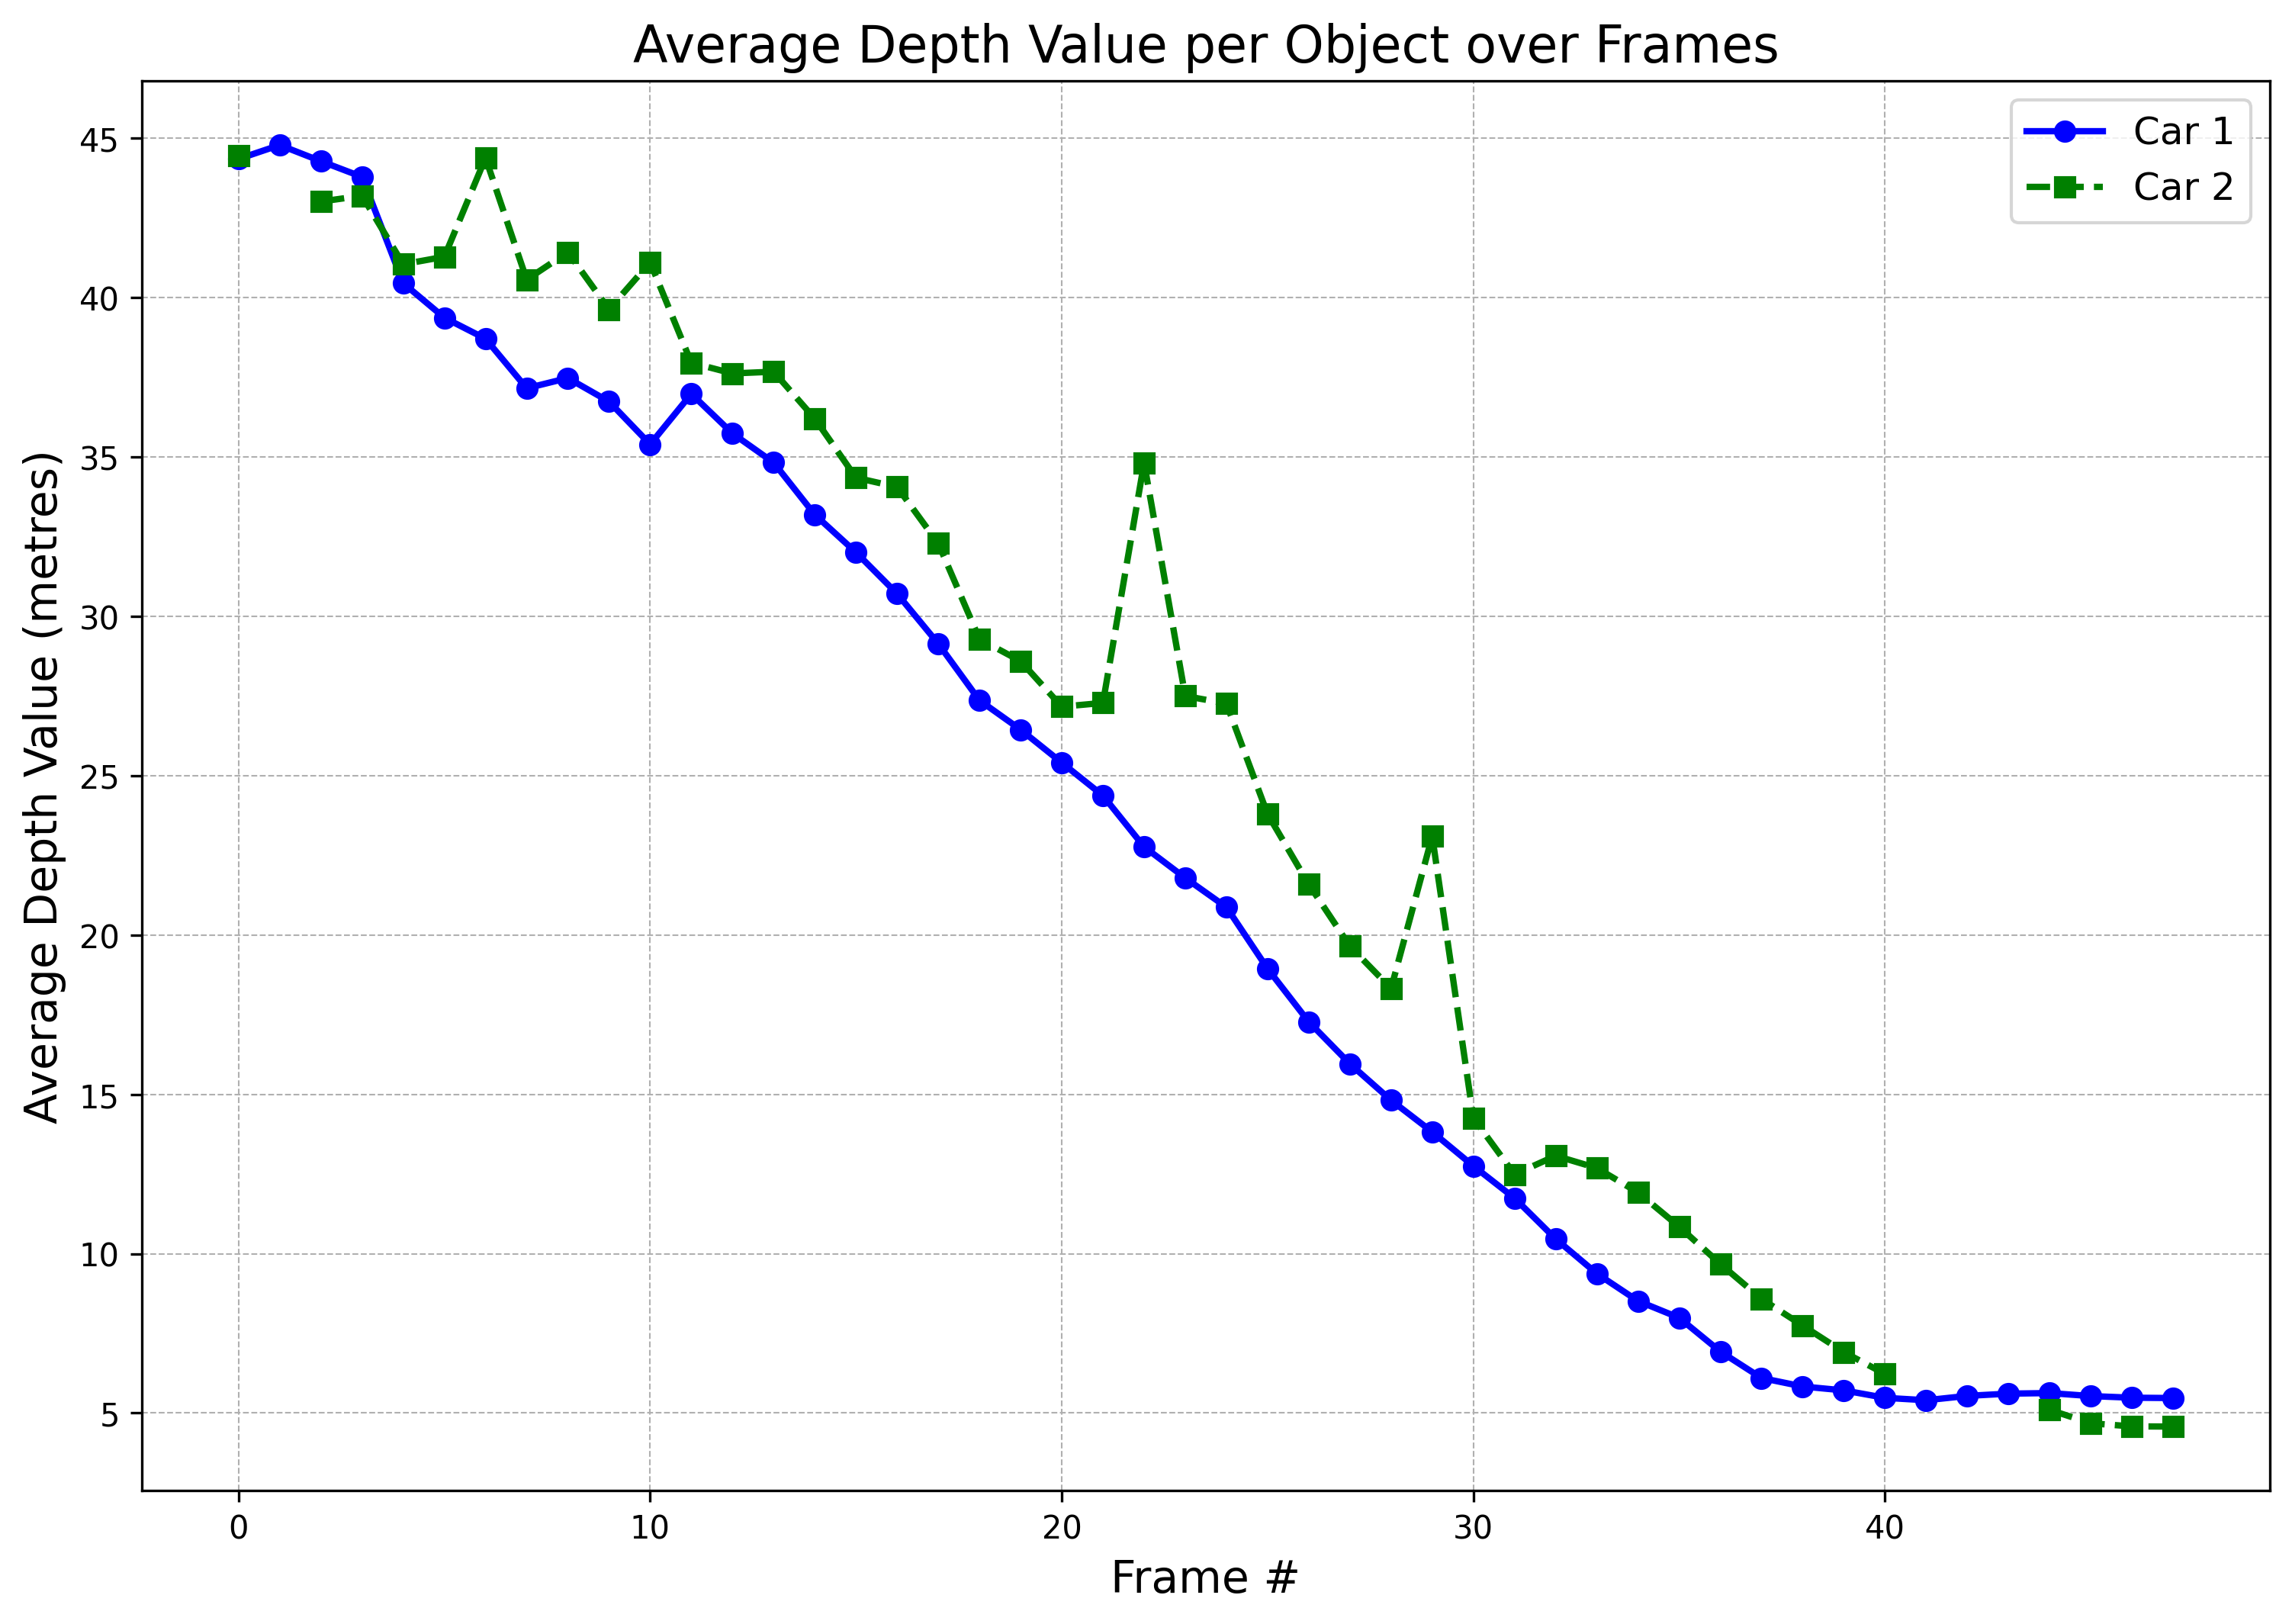 Average Depth Value per Object over Frames
Car 1
Car 2
Average Depth Value (metres)
45
40
35
30
25
20
15
10
5
0 10 20 30 40
Frame #